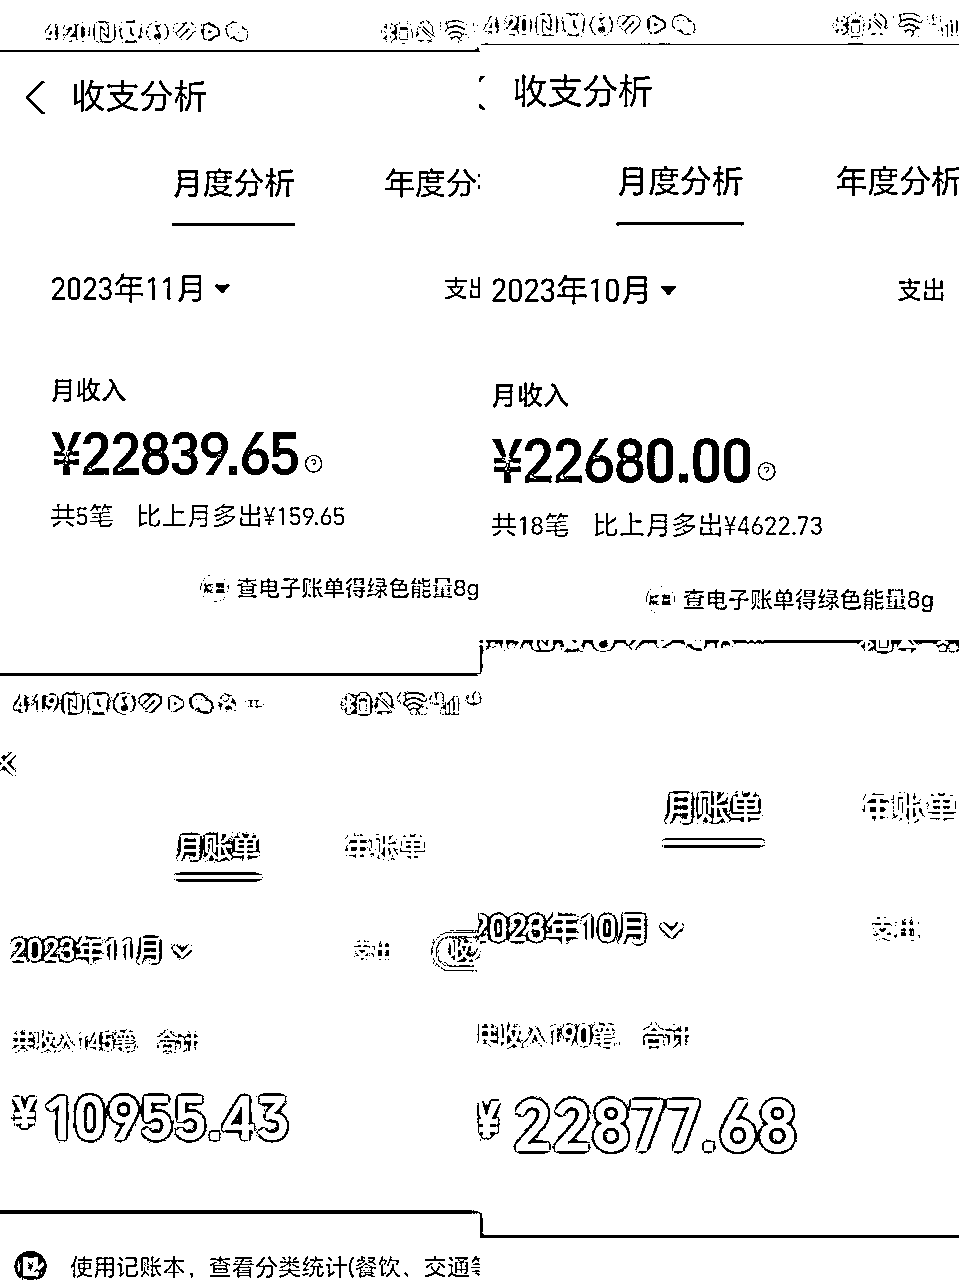 4:20
收支分析
月度分析 年度分
2023年11月 支出
月收入
¥22839.65
共5笔 比上月多出¥159.65
查电子账单得绿色能量8g
4:20
收支分析
月度分析 年度分析
2023年10月 支出
月收入
¥22680.00
共18笔 比上月多出¥4622.73
查电子账单得绿色能量8g
4:19
月账单 年账单
2023年11月 支出 收
共收入145笔 合计
¥10955.43
使用记账本，查看分类统计(餐饮、交通等
月账单 年账单
2023年10月 支出
共收入190笔 合计
¥22877.68